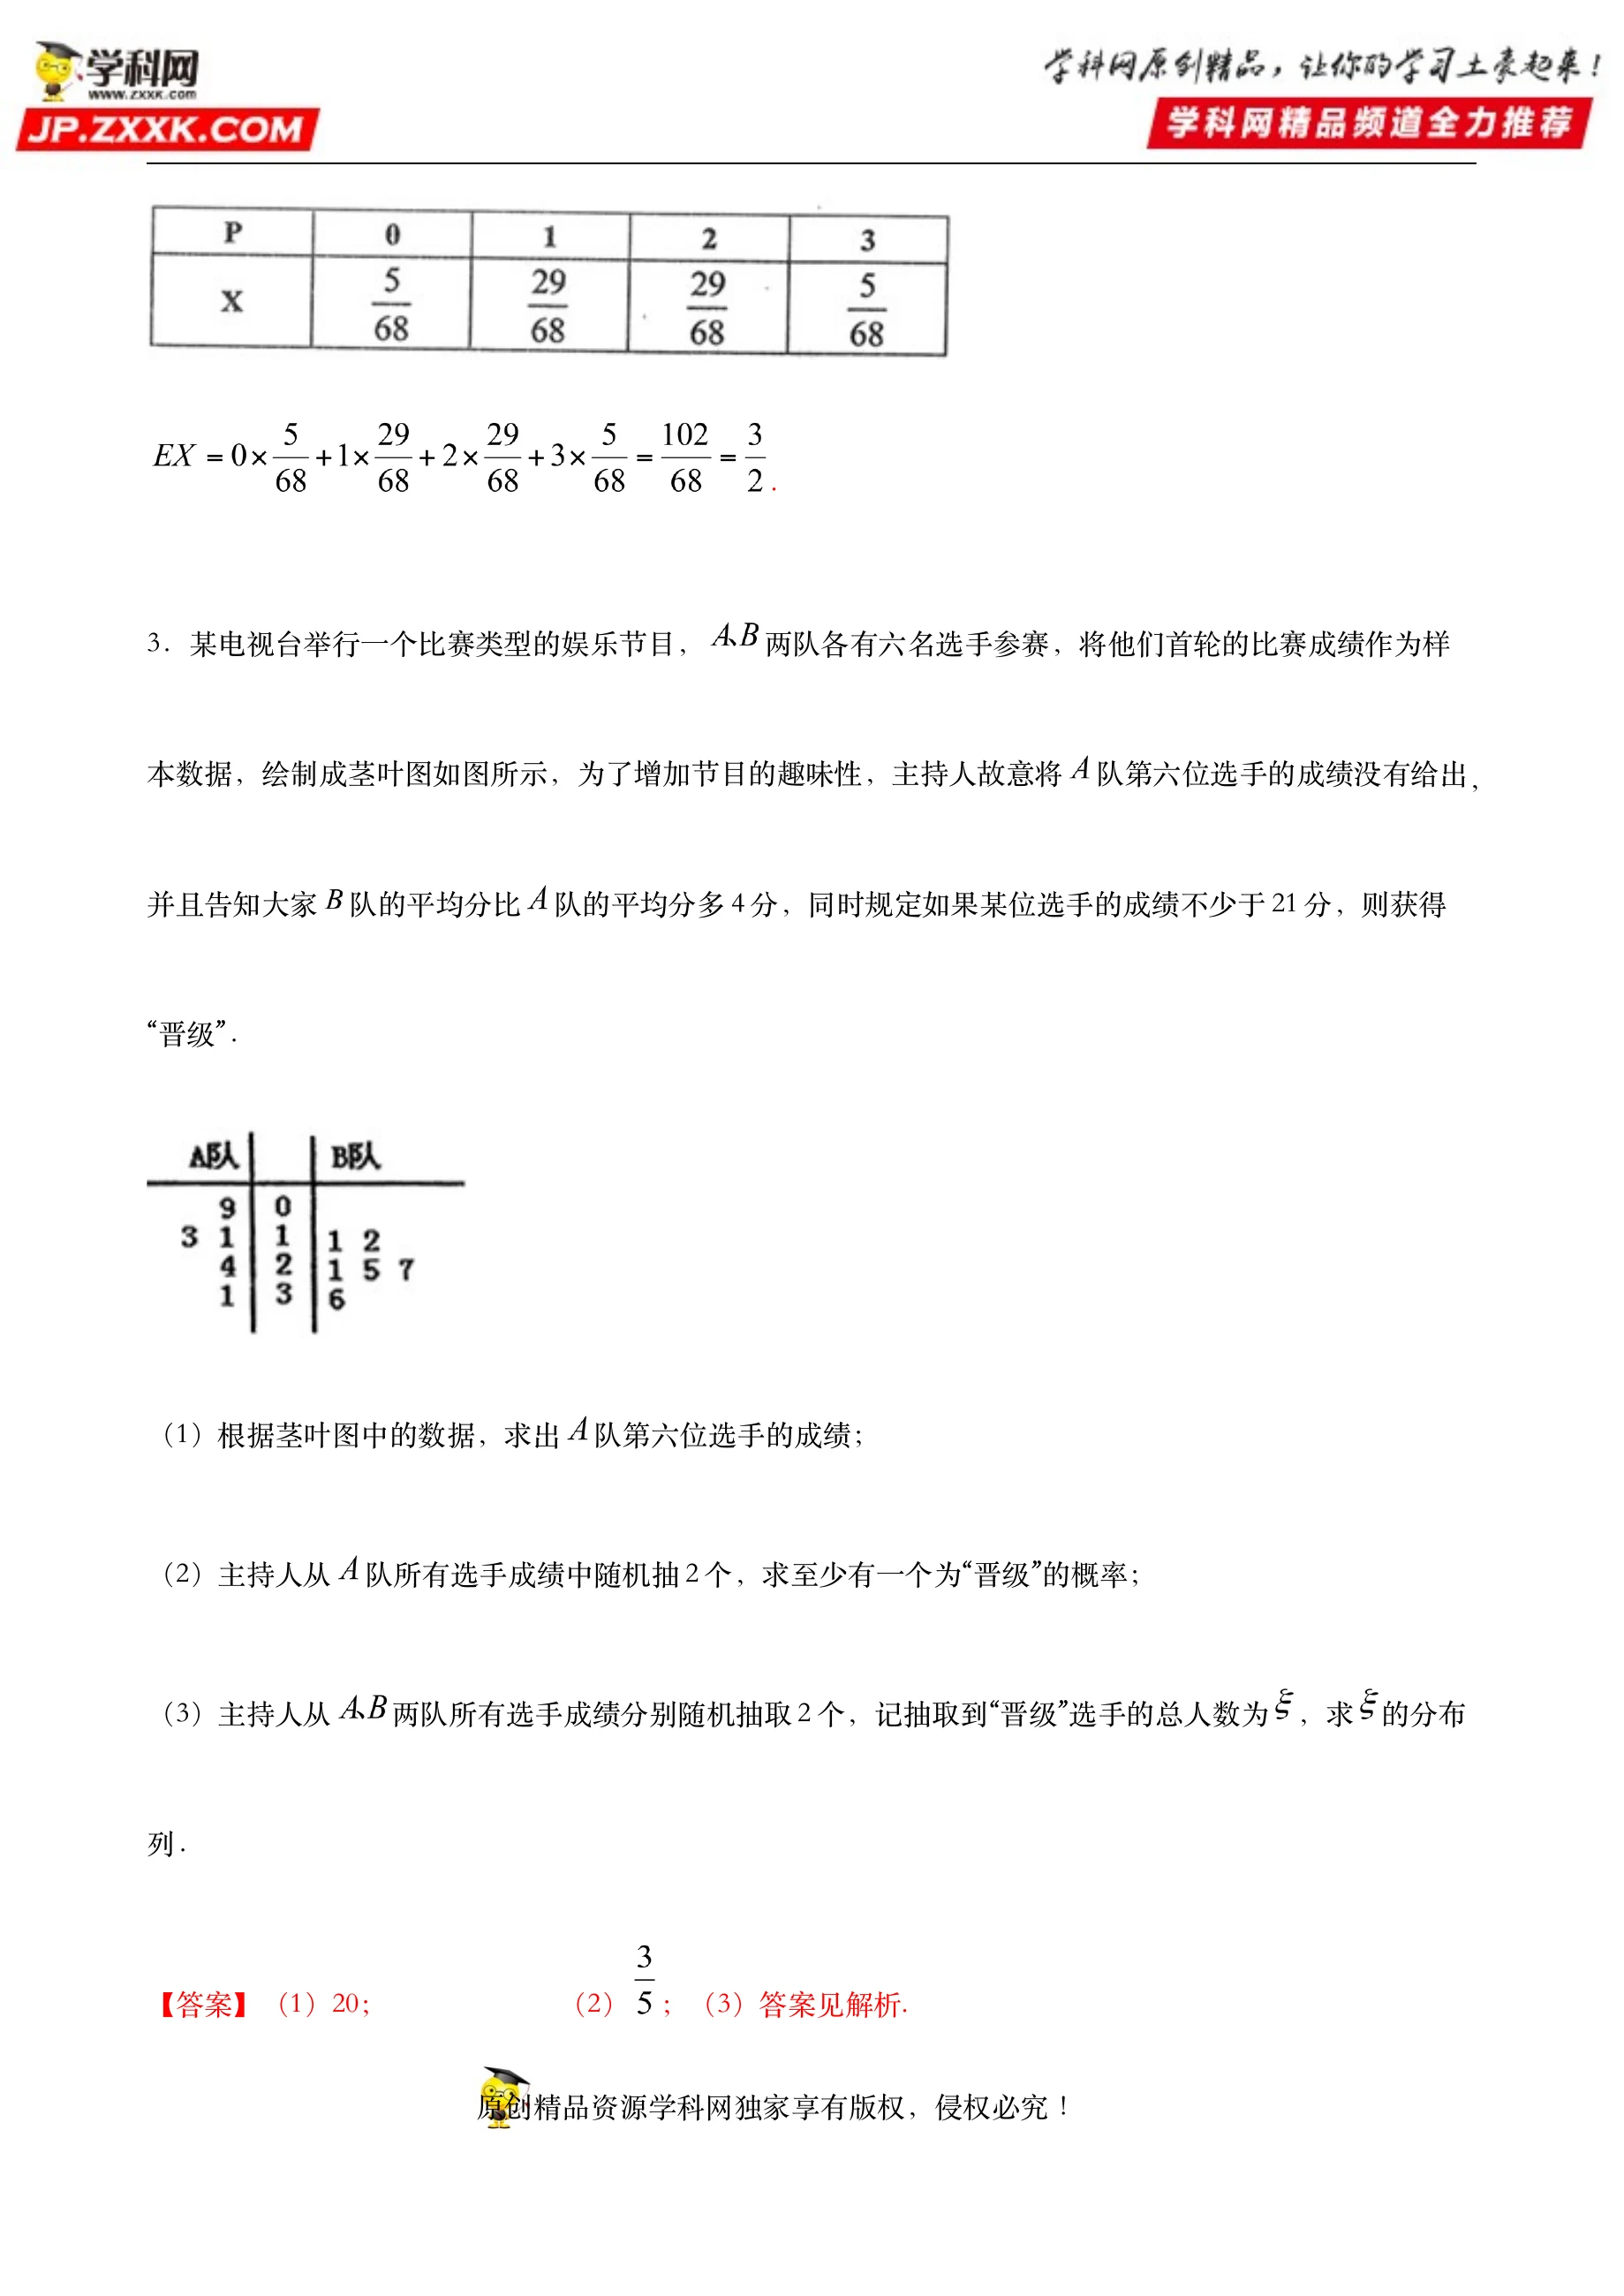 学科网
www.zxxk.com
JP.ZXXK.COM
学科网原创精品，让你的学习土豪起来！
学科网精品频道全力推荐
P 0 1 2 3
X 5/68 29/68 29/68 5/68
EX = 0×5/68+1×29/68+2×29/68+3×5/68=102/68=3/2.
3．某电视台举行一个比赛类型的娱乐节目，A、B两队各有六名选手参赛，将他们首轮的比赛成绩作为样
本数据，绘制成茎叶图如图所示，为了增加节目的趣味性，主持人故意将A队第六位选手的成绩没有给出，
并且告知大家B队的平均分比A队的平均分多4分，同时规定如果某位选手的成绩不少于21分，则获得
“晋级”．
A队 B队
9 0
3 1 1 1 2
4 2 1 5 7
1 3 6
（1）根据茎叶图中的数据，求出A队第六位选手的成绩；
（2）主持人从A队所有选手成绩中随机抽2个，求至少有一个为“晋级”的概率；
（3）主持人从A、B两队所有选手成绩分别随机抽取2个，记抽取到“晋级”选手的总人数为ξ，求ξ的分布
列．
【答案】（1）20； （2）3/5；（3）答案见解析.
原创精品资源学科网独家享有版权，侵权必究！